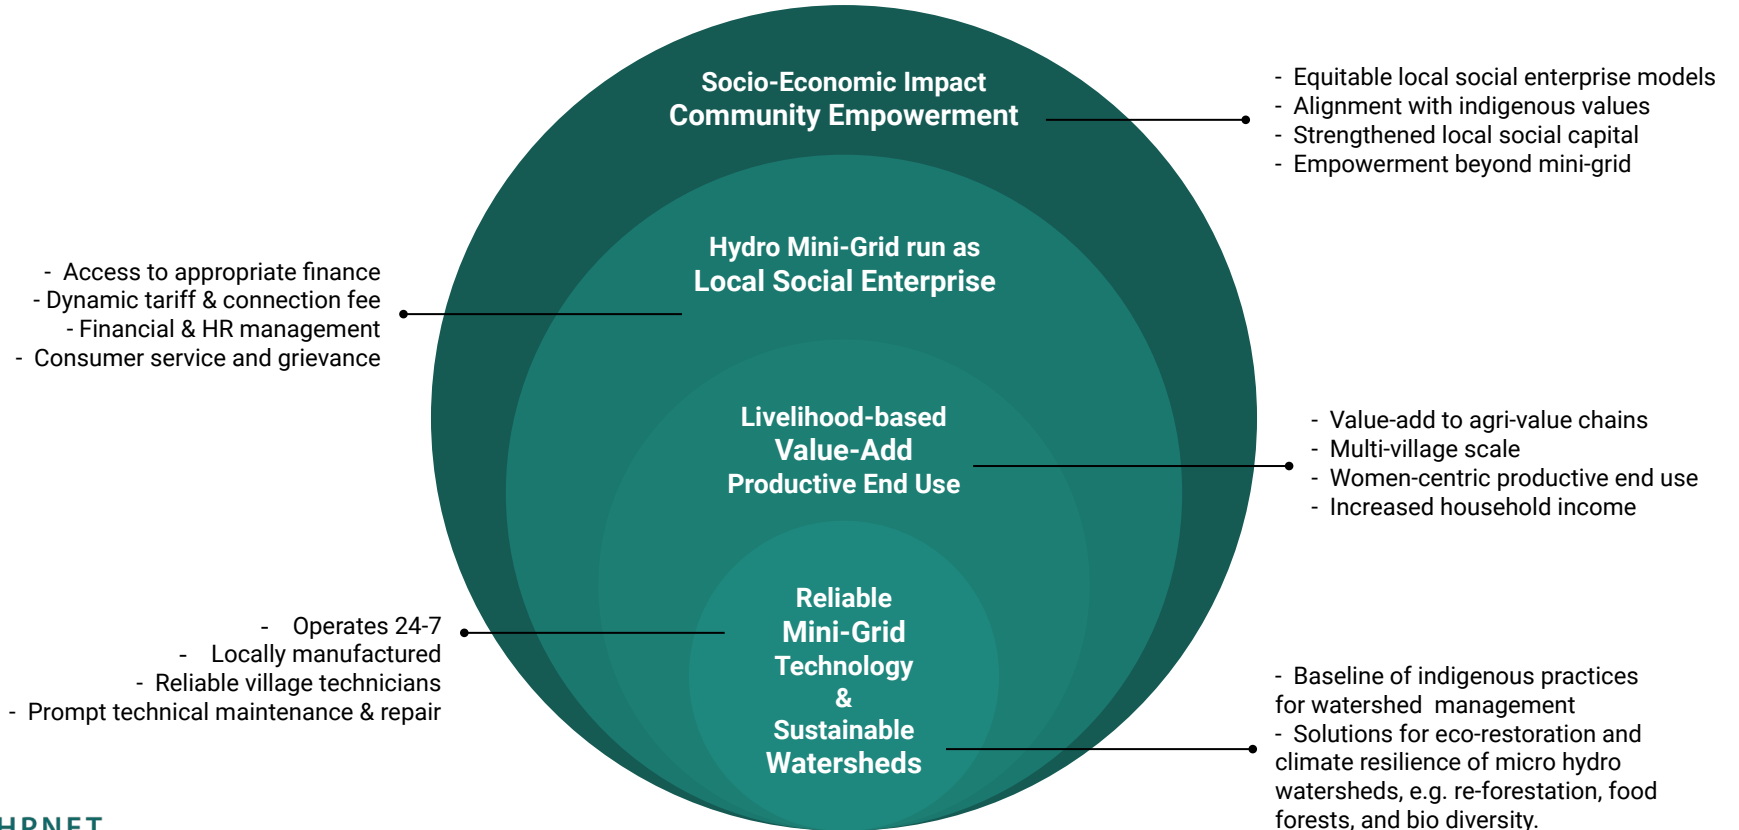 Socio-Economic Impact
Community Empowerment
- Equitable local social enterprise models
- Alignment with indigenous values
- Strengthened local social capital
- Empowerment beyond mini-grid
Hydro Mini-Grid run as
Local Social Enterprise
- Access to appropriate finance
- Dynamic tariff & connection fee
- Financial & HR management
- Consumer service and grievance
Livelihood-based
Value-Add
Productive End Use
- Value-add to agri-value chains
- Multi-village scale
- Women-centric productive end use
- Increased household income
Reliable
Mini-Grid
Technology
&
Sustainable
Watersheds
- Operates 24-7
- Locally manufactured
- Reliable village technicians
- Prompt technical maintenance & repair
- Baseline of indigenous practices
for watershed management
- Solutions for eco-restoration and
climate resilience of micro hydro
watersheds, e.g. re-forestation, food
forests, and bio diversity.
HPNET